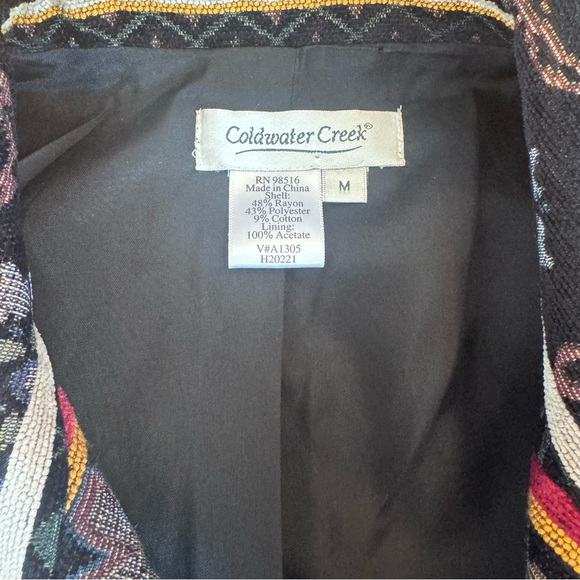 Coldwater Creek®
RN 98516
Made in China
Shell:
48% Rayon
43% Polyester
9% Cotton
Lining:
100% Acetate
V#A1305
H20221
M